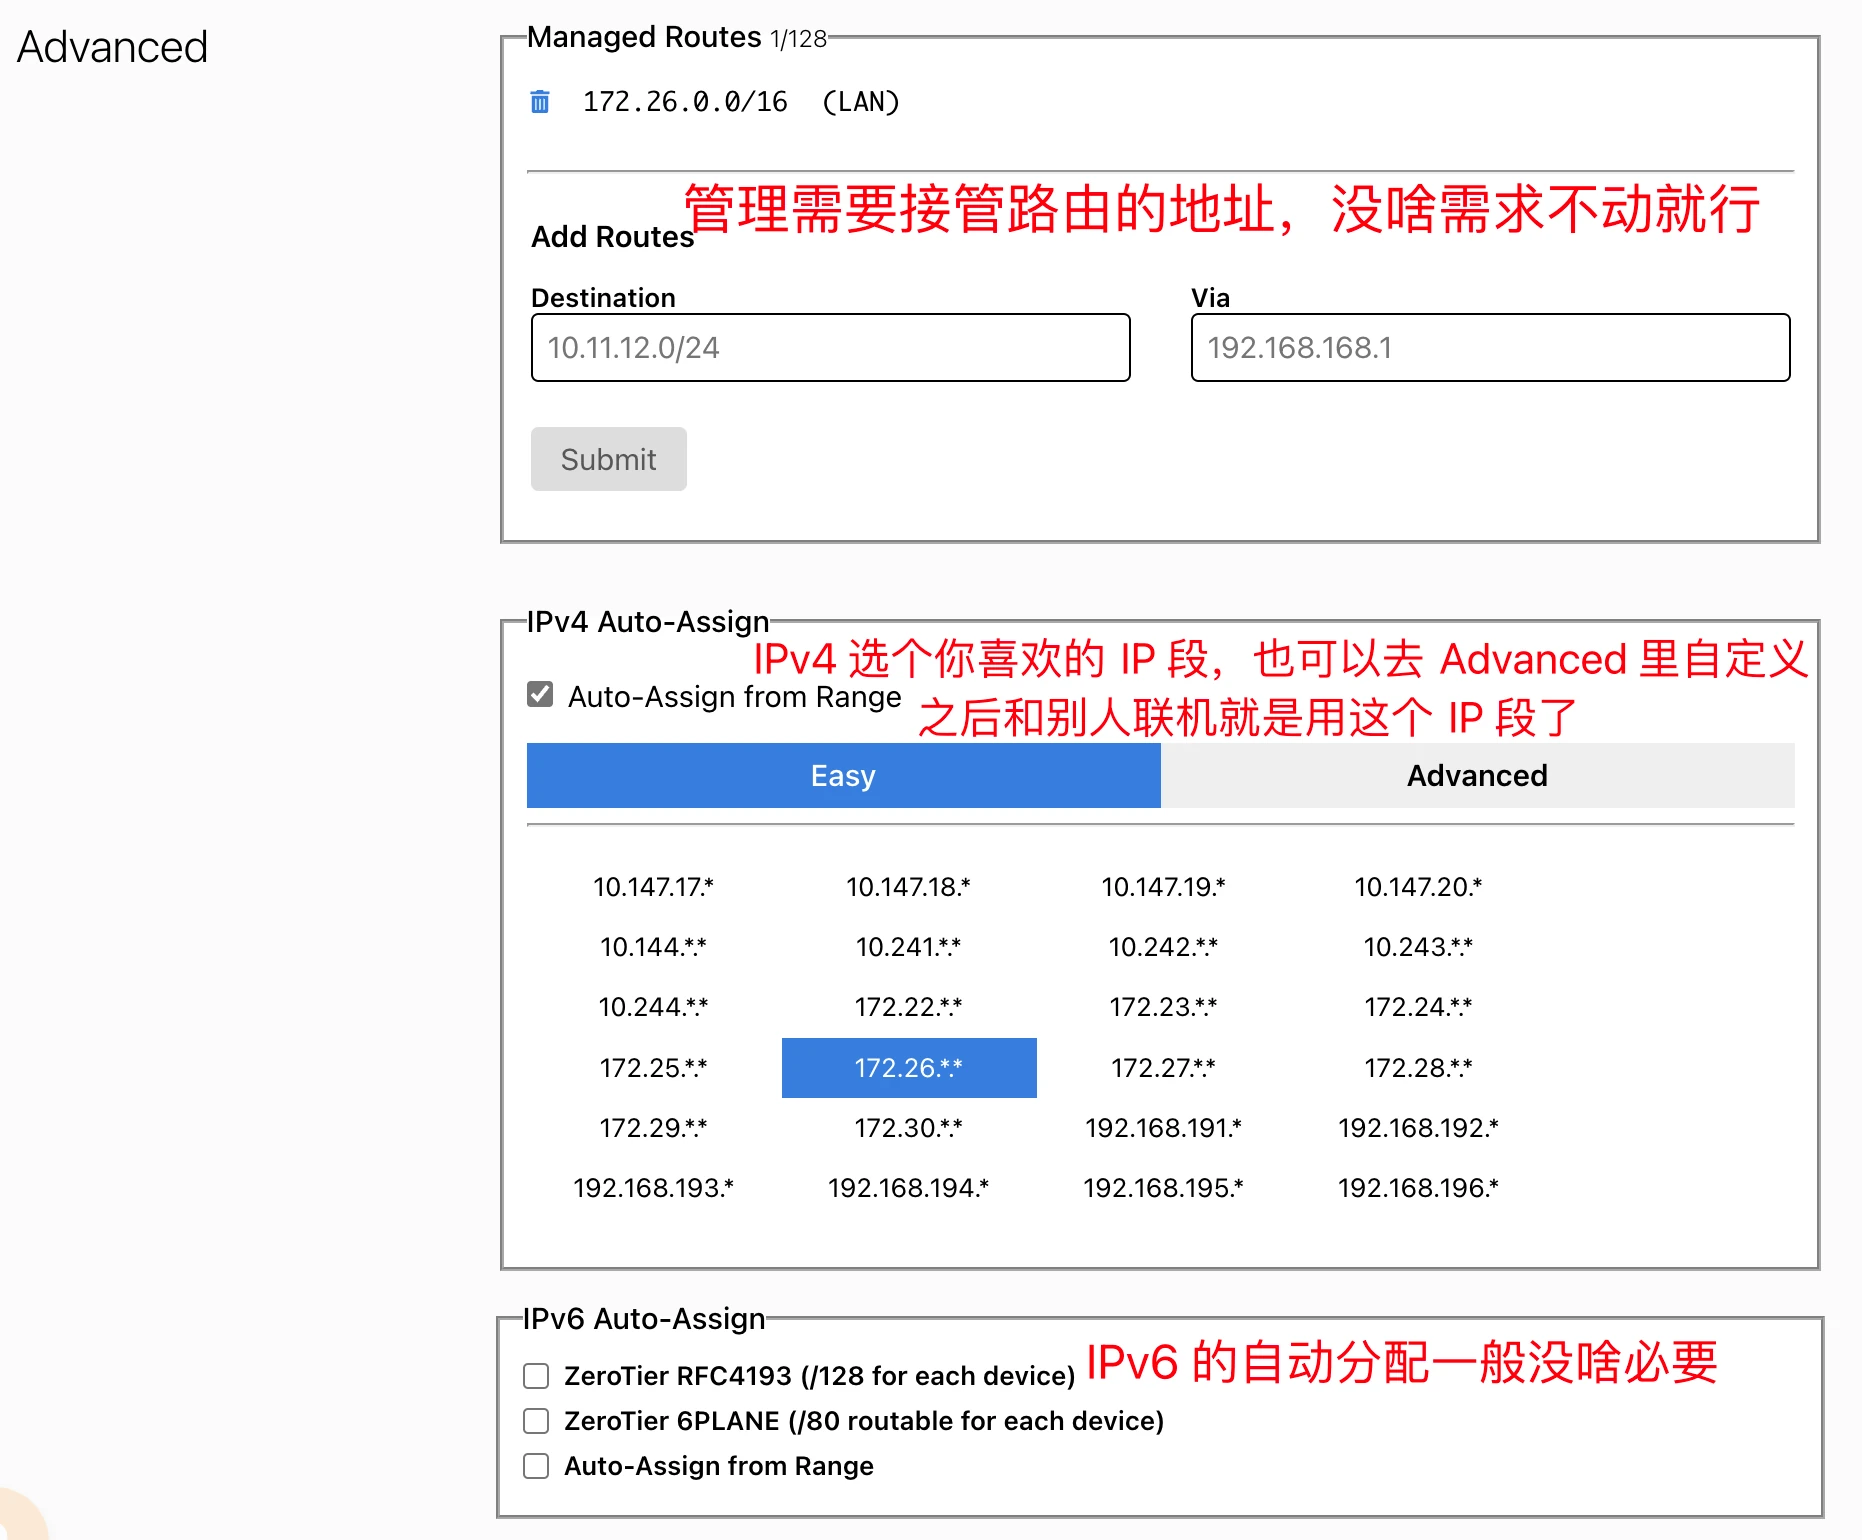 Advanced
Managed Routes 1/128
172.26.0.0/16 (LAN)
管理需要接管路由的地址，没啥需求不动就行
Add Routes
Destination Via
10.11.12.0/24 192.168.168.1
Submit
IPv4 Auto-Assign
IPv4 选个你喜欢的 IP 段，也可以去 Advanced 里自定义
Auto-Assign from Range
之后和别人联机就是用这个 IP 段了
Easy Advanced
10.147.17.* 10.147.18.* 10.147.19.* 10.147.20.*
10.144.*.* 10.241.*.* 10.242.*.* 10.243.*.*
10.244.*.* 172.22.*.* 172.23.*.* 172.24.*.*
172.25.*.* 172.26.*.* 172.27.*.* 172.28.*.*
172.29.*.* 172.30.*.* 192.168.191.* 192.168.192.*
192.168.193.* 192.168.194.* 192.168.195.* 192.168.196.*
IPv6 Auto-Assign
ZeroTier RFC4193 (/128 for each device) IPv6 的自动分配一般没啥必要
ZeroTier 6PLANE (/80 routable for each device)
Auto-Assign from Range